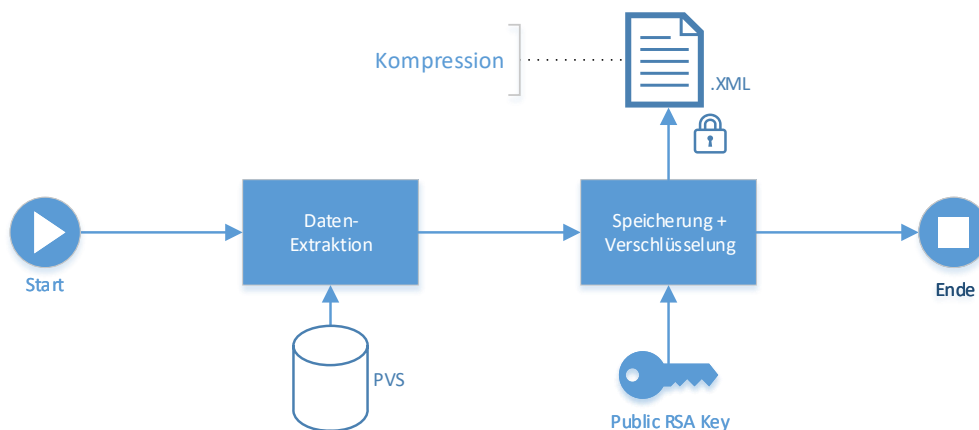 Kompression
.XML
Daten-
Extraktion
Speicherung +
Verschlüsselung
Start
Ende
PVS
Public RSA Key